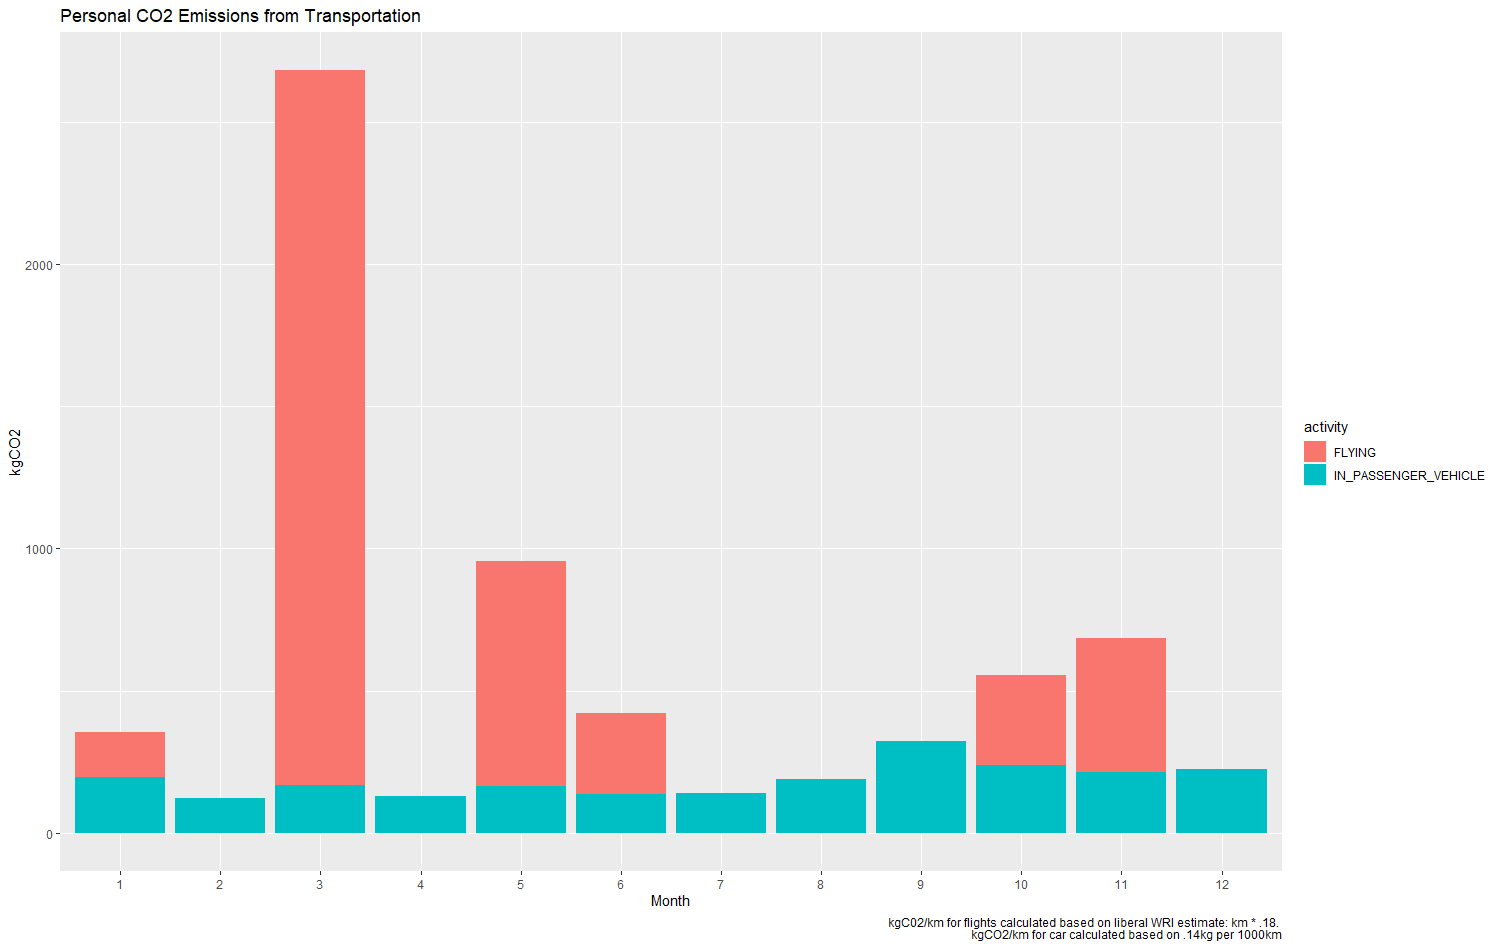 Personal CO2 Emissions from Transportation
kgCO2
2000
1000
0
1 2 3 4 5 6 7 8 9 10 11 12
Month
activity
FLYING
IN_PASSENGER_VEHICLE
kgC02/km for flights calculated based on liberal WRI estimate: km * .18.
kgCO2/km for car calculated based on .14kg per 1000km